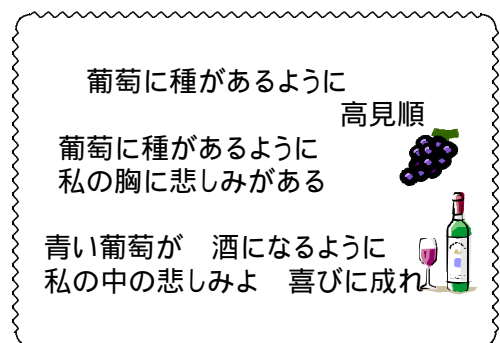 葡萄に種があるように
高見順
葡萄に種があるように
私の胸に悲しみがある
青い葡萄が　酒になるように
私の中の悲しみよ　喜びに成れ